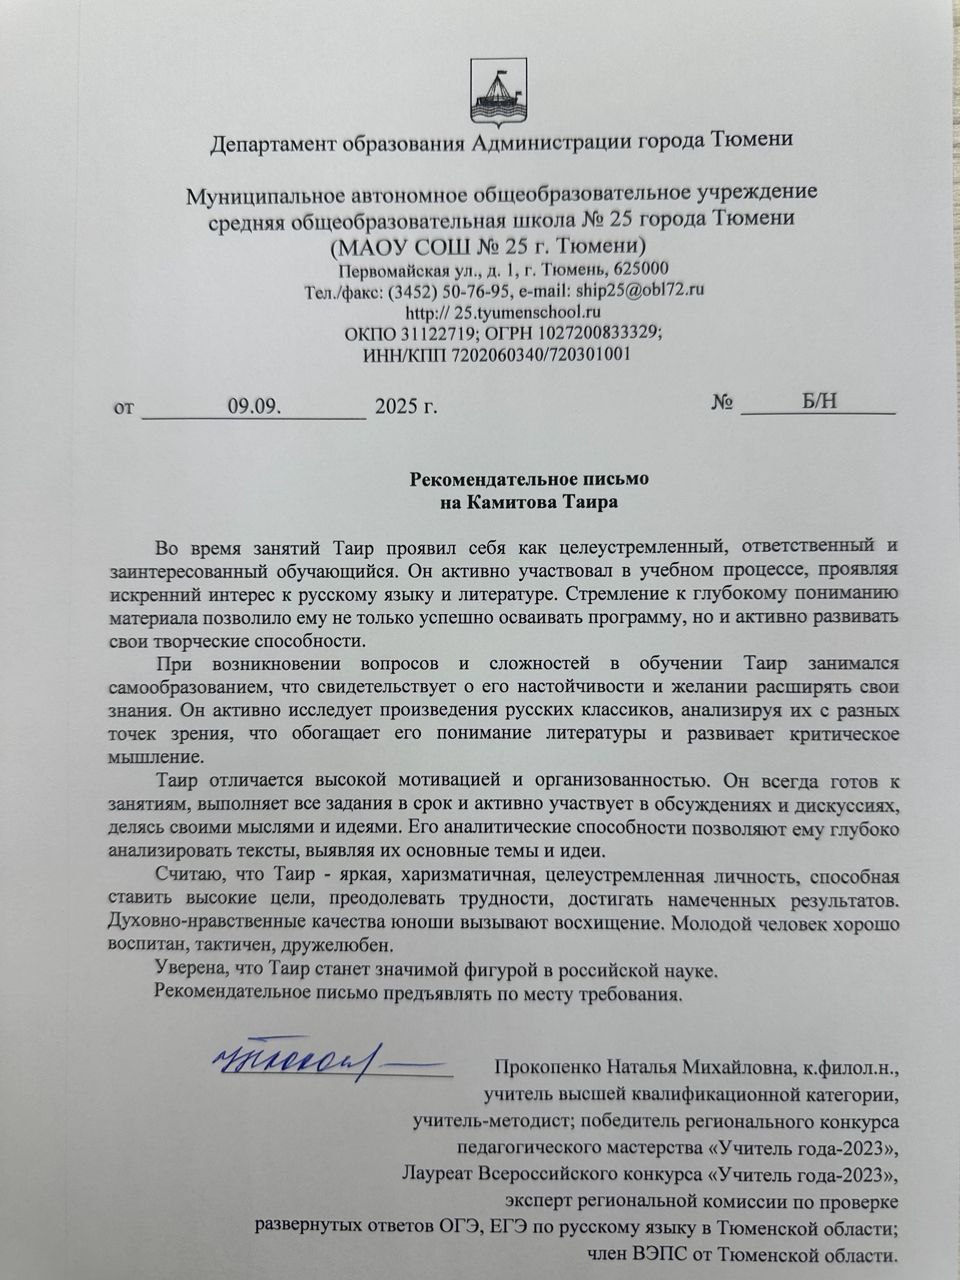 Департамент образования Администрации города Тюмени
Муниципальное автономное общеобразовательное учреждение
средняя общеобразовательная школа № 25 города Тюмени
(МАОУ СОШ № 25 г. Тюмени)
Первомайская ул., д. 1, г. Тюмень, 625000
Тел./факс: (3452) 50-76-95, e-mail: ship25@obl72.ru
http:// 25.tyumenschool.ru
ОКПО 31122719; ОГРН 1027200833329;
ИНН/КПП 7202060340/720301001
от 09.09. 2025 г. № Б/Н
Рекомендательное письмо
на Камитова Таира
Во время занятий Таир проявил себя как целеустремленный, ответственный и
заинтересованный обучающийся. Он активно участвовал в учебном процессе, проявляя
искренний интерес к русскому языку и литературе. Стремление к глубокому пониманию
материала позволило ему не только успешно осваивать программу, но и активно развивать
свои творческие способности.
При возникновении вопросов и сложностей в обучении Таир занимался
самообразованием, что свидетельствует о его настойчивости и желании расширять свои
знания. Он активно исследует произведения русских классиков, анализируя их с разных
точек зрения, что обогащает его понимание литературы и развивает критическое
мышление.
Таир отличается высокой мотивацией и организованностью. Он всегда готов к
занятиям, выполняет все задания в срок и активно участвует в обсуждениях и дискуссиях,
делясь своими мыслями и идеями. Его аналитические способности позволяют ему глубоко
анализировать тексты, выявляя их основные темы и идеи.
Считаю, что Таир - яркая, харизматичная, целеустремленная личность, способная
ставить высокие цели, преодолевать трудности, достигать намеченных результатов.
Духовно-нравственные качества юноши вызывают восхищение. Молодой человек хорошо
воспитан, тактичен, дружелюбен.
Уверена, что Таир станет значимой фигурой в российской науке.
Рекомендательное письмо предъявлять по месту требования.
Прокопенко Наталья Михайловна, к.филол.н.,
учитель высшей квалификационной категории,
учитель-методист; победитель регионального конкурса
педагогического мастерства «Учитель года-2023»,
Лауреат Всероссийского конкурса «Учитель года-2023»,
эксперт региональной комиссии по проверке
развернутых ответов ОГЭ, ЕГЭ по русскому языку в Тюменской области;
член ВЭПС от Тюменской области.